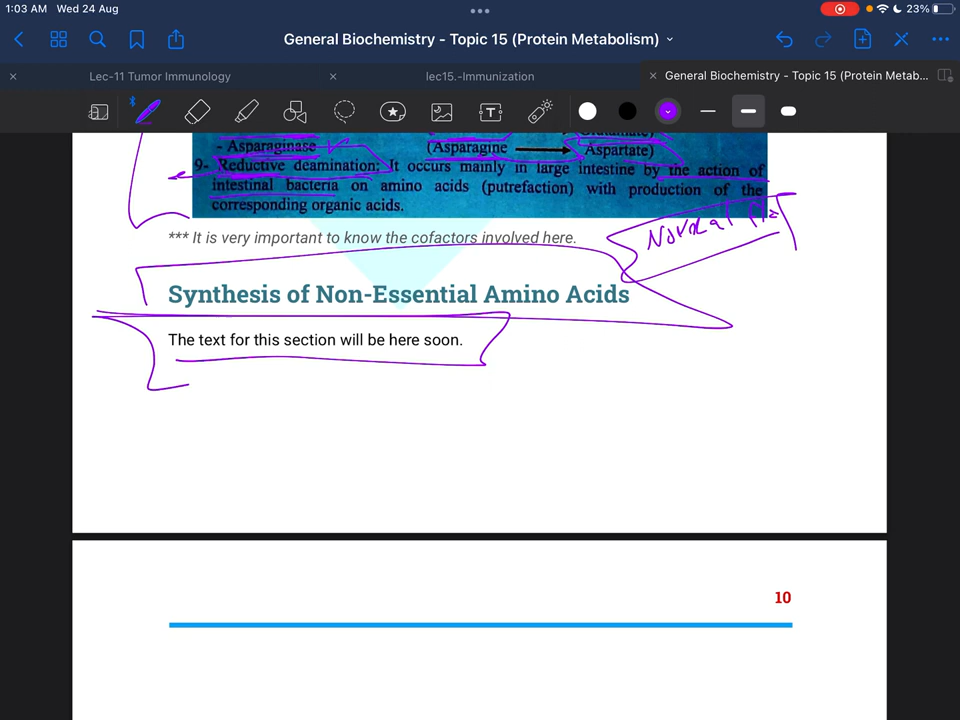 1:03 AM Wed 24 Aug
23%
General Biochemistry - Topic 15 (Protein Metabolism)
Lec-11 Tumor Immunology
lec15.-Immunization
General Biochemistry - Topic 15 (Protein Metab...
T
Glutamate)
- Asparaginase (Asparagine Aspartate)
9- Reductive deamination: It occurs mainly in large intestine by the action of
intestinal bacteria on amino acids (putrefaction) with production of the
corresponding organic acids.
*** It is very important to know the cofactors involved here.
Normal
Synthesis of Non-Essential Amino Acids
The text for this section will be here soon.
10